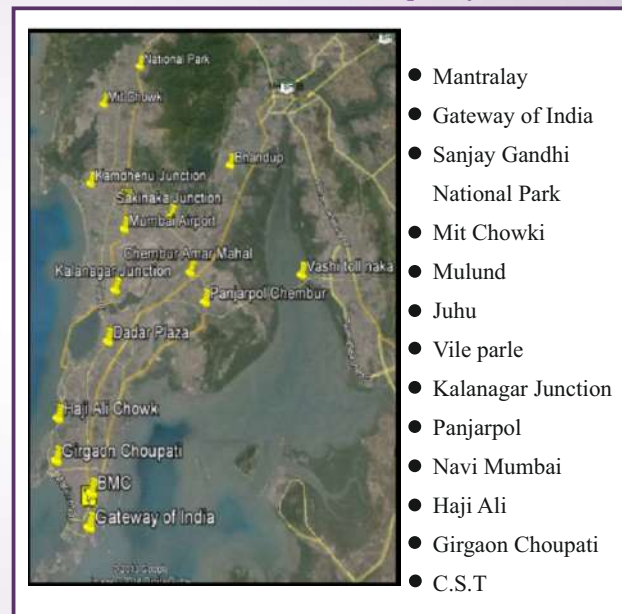 National Park
Mit Chowk
Bhandup
Kamdhenu Junction
Sakinaka Junction
Mumbai Airport
Chembur Amar Mahal
Kalanagar Junction
Vashi toll naka
Panjarpol Chembur
Dadar Plaza
Haji Ali Chowk
Girgaon Choupati
BMC
Gateway of India
● Mantralay
● Gateway of India
● Sanjay Gandhi
National Park
● Mit Chowki
● Mulund
● Juhu
● Vile parle
● Kalanagar Junction
● Panjarpol
● Navi Mumbai
● Haji Ali
● Girgaon Choupati
● C.S.T